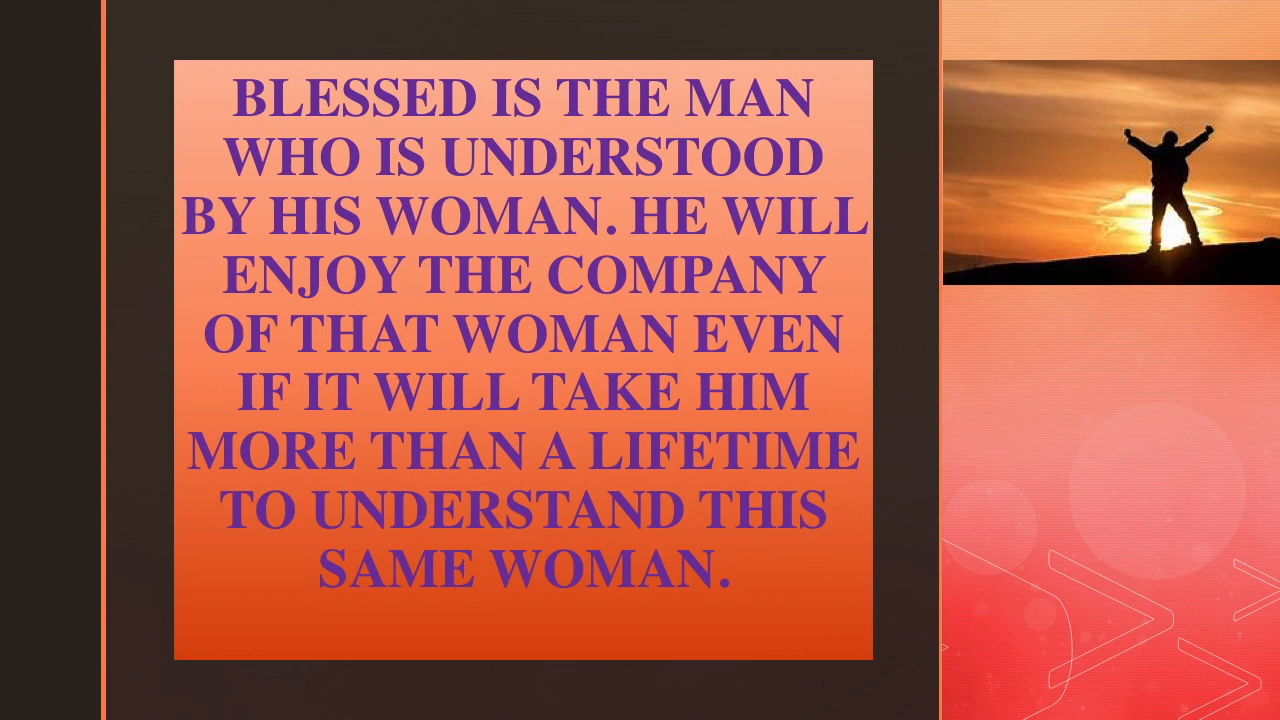 BLESSED IS THE MAN
WHO IS UNDERSTOOD
BY HIS WOMAN. HE WILL
ENJOY THE COMPANY
OF THAT WOMAN EVEN
IF IT WILL TAKE HIM
MORE THAN A LIFETIME
TO UNDERSTAND THIS
SAME WOMAN.